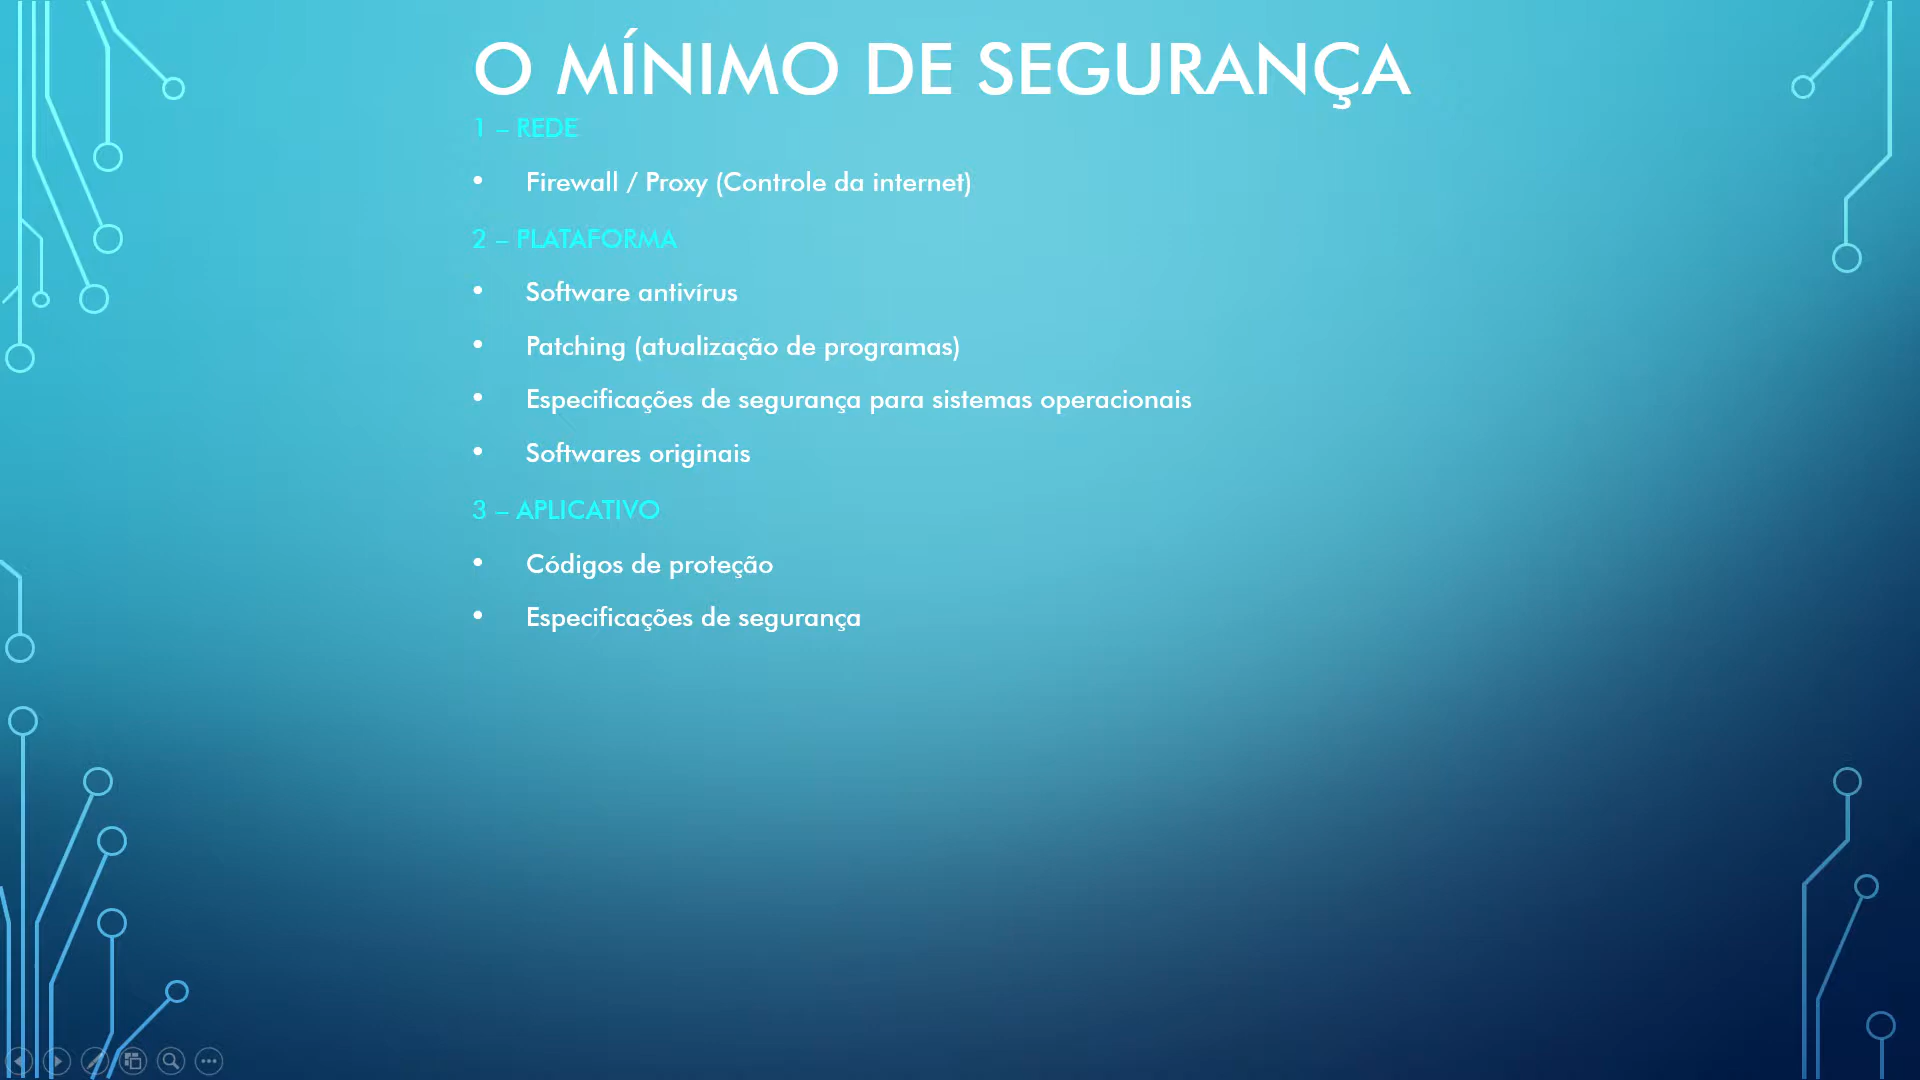 O MÍNIMO DE SEGURANÇA
1 – REDE
• Firewall / Proxy (Controle da internet)
2 – PLATAFORMA
• Software antivírus
• Patching (atualização de programas)
• Especificações de segurança para sistemas operacionais
• Softwares originais
3 – APLICATIVO
• Códigos de proteção
• Especificações de segurança